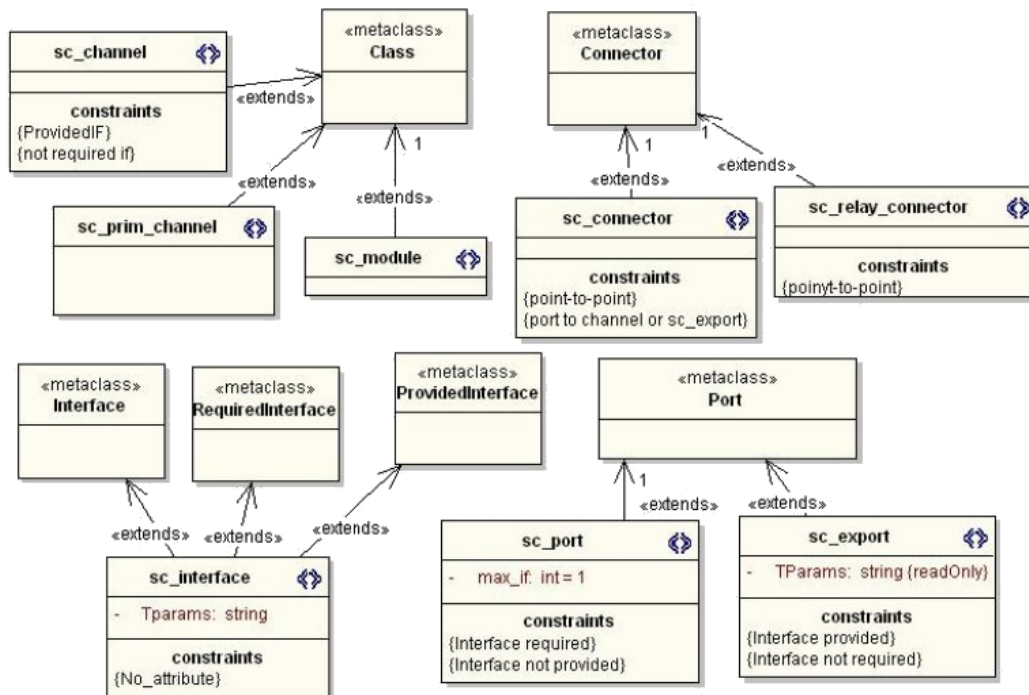 sc_channel
constraints
{ProvidedIF}
{not required if}
«metaclass»
Class
«extends»
«extends»
1
«extends»
sc_prim_channel
sc_module
«metaclass»
Connector
1
1
«extends»
«extends»
sc_connector
constraints
{point-to-point}
{port to channel or sc_export}
sc_relay_connector
constraints
{poinyt-to-point}
«metaclass»
Interface
«metaclass»
RequiredInterface
«metaclass»
ProvidedInterface
«extends»
«extends»
«extends»
sc_interface
- Tparams: string
constraints
{No_attribute}
«metaclass»
Port
1
«extends»
«extends»
sc_port
- max_if: int = 1
constraints
{Interface required}
{Interface not provided}
sc_export
- TParams: string {readOnly}
constraints
{Interface provided}
{Interface not required}